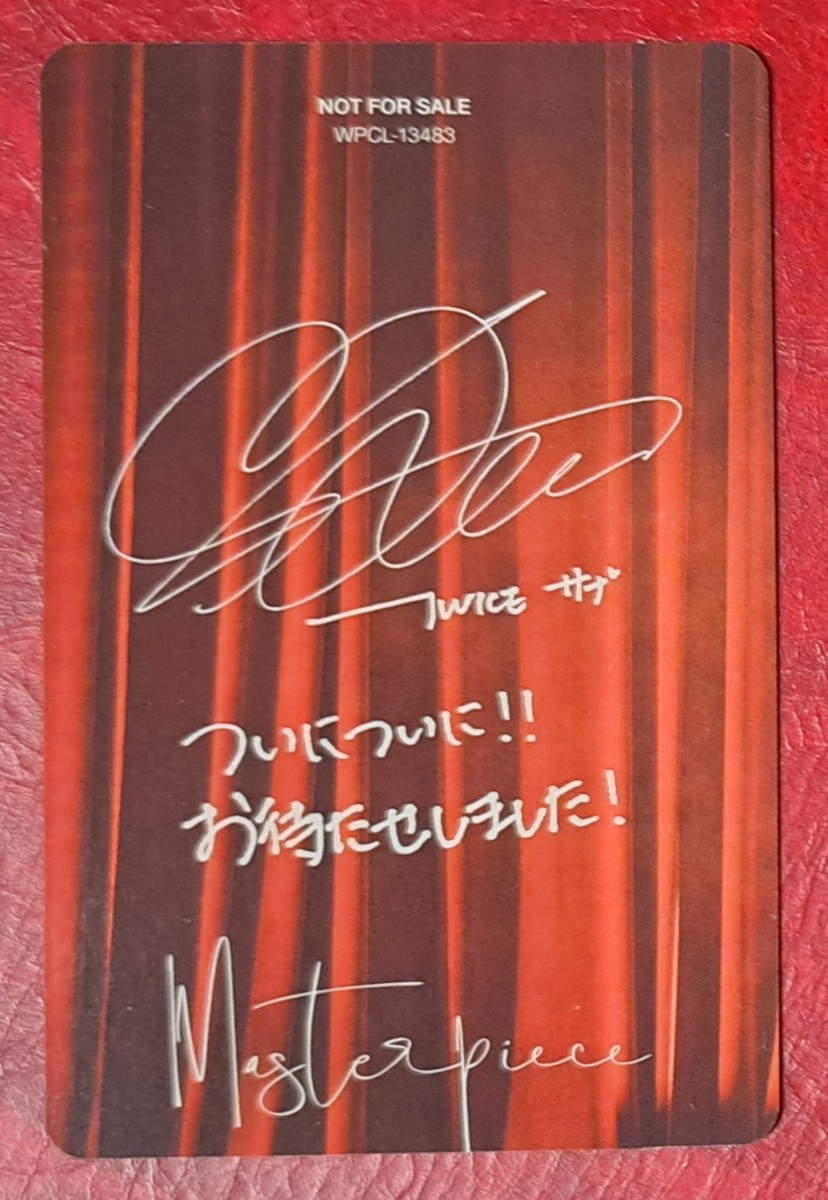 NOT FOR SALE
WPCL-13483
TWICE サナ
ついについに!!
お待たせしました!
Masterpiece